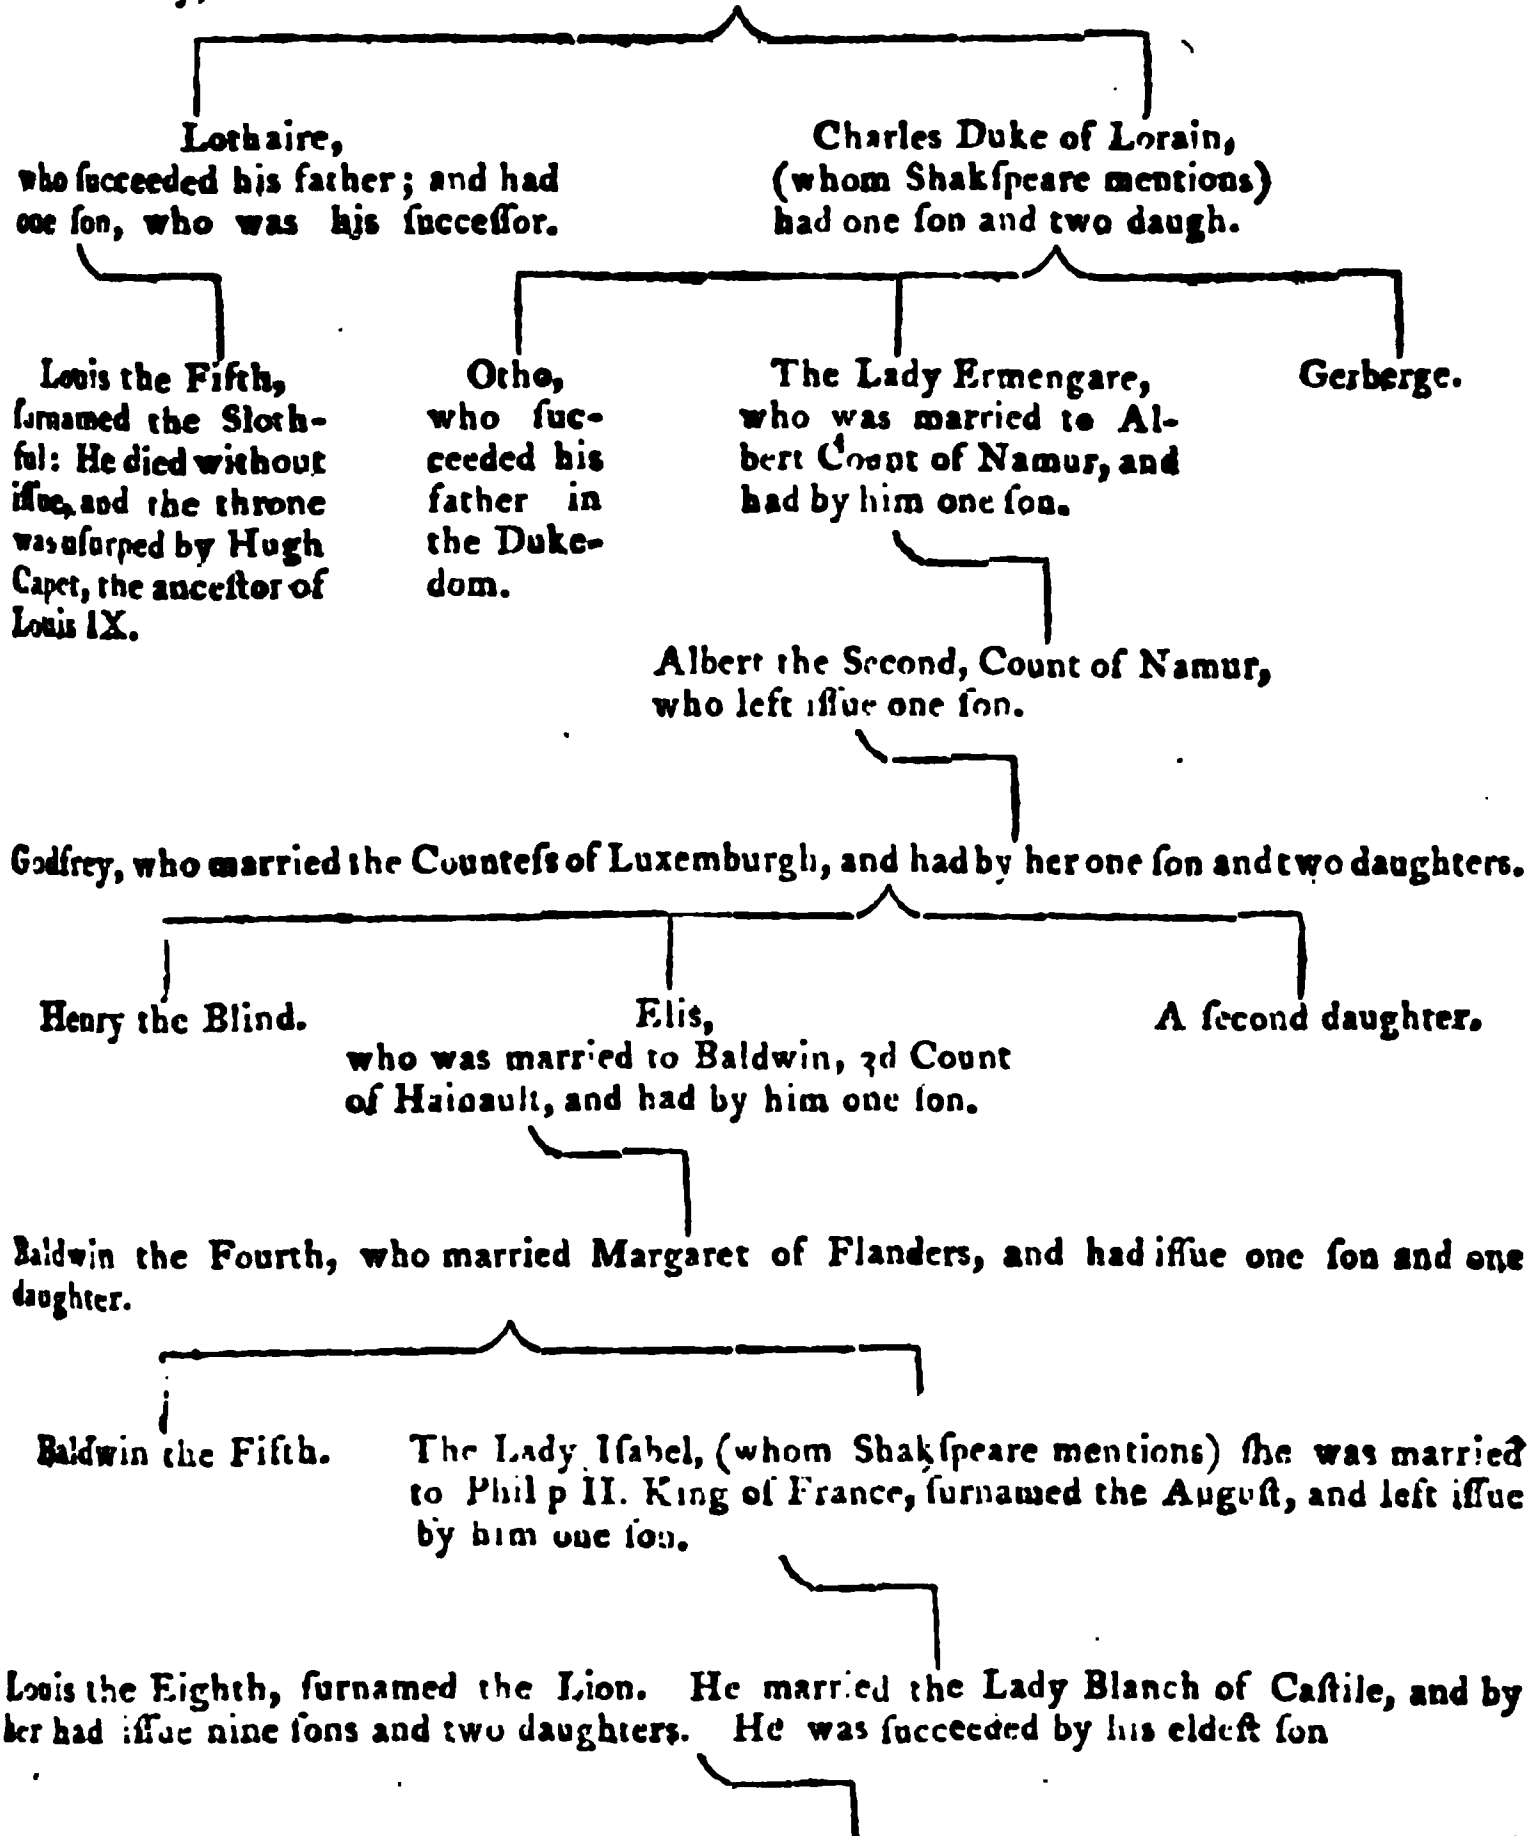 Lothaire,
who ſucceeded his father; and had
one ſon, who was his ſucceſſor.
Charles Duke of Lorain,
(whom Shakſpeare mentions)
had one ſon and two daugh.
Louis the Fifth,
ſurnamed the Sloth-
ful: He died without
iſſue, and the throne
was uſurped by Hugh
Capet, the anceſtor of
Louis IX.
Otho,
who ſuc-
ceeded his
father in
the Duke-
dom.
The Lady Ermengare,
who was married to Al-
bert Count of Namur, and
had by him one ſon.
Gerberge.
Albert the Second, Count of Namur,
who left iſſue one ſon.
Godfrey, who married the Counteſs of Luxemburgh, and had by her one ſon and two daughters.
Henry the Blind.
Elis,
who was married to Baldwin, 3d Count
of Hainault, and had by him one ſon.
A ſecond daughter.
Baldwin the Fourth, who married Margaret of Flanders, and had iſſue one ſon and one
daughter.
Baldwin the Fifth.
The Lady Iſabel, (whom Shakſpeare mentions) ſhe was married
to Philip II. King of France, ſurnamed the Auguſt, and left iſſue
by him one ſon.
Louis the Eighth, ſurnamed the Lion. He married the Lady Blanch of Caſtile, and by
her had iſſue nine ſons and two daughters. He was ſucceeded by his eldeſt ſon